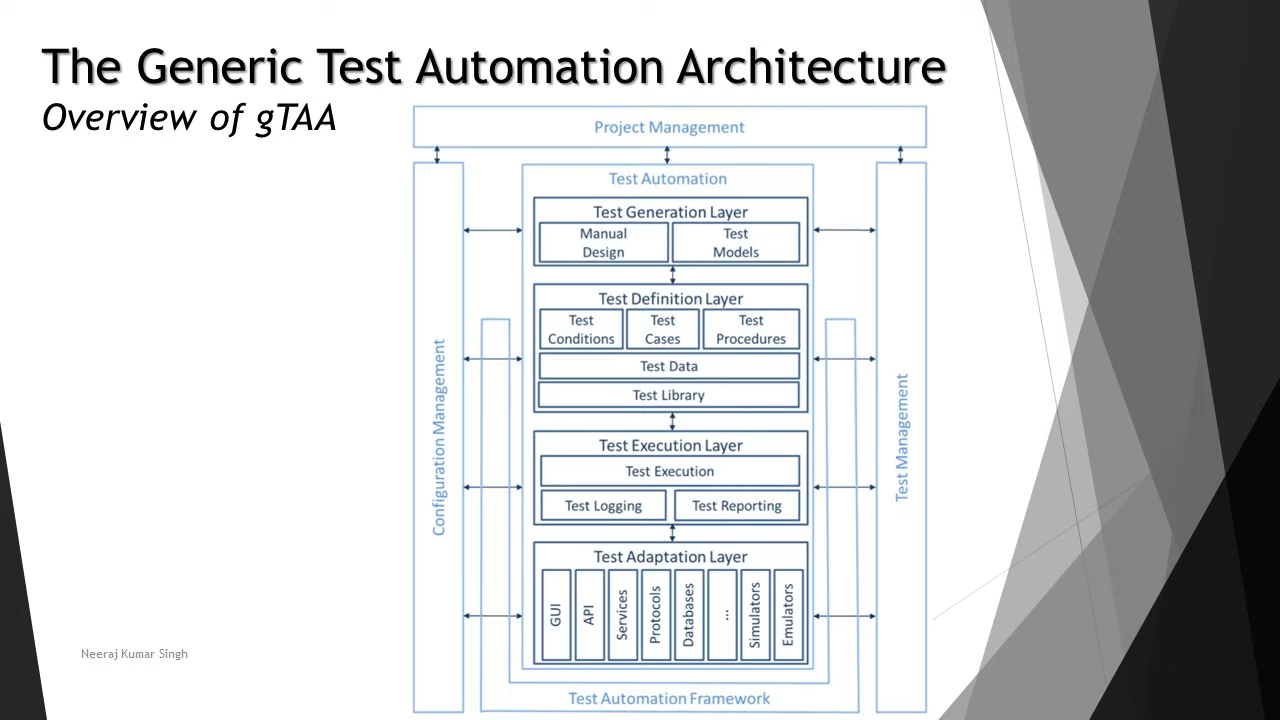 The Generic Test Automation Architecture
Overview of gTAA
Project Management
Test Automation
Test Generation Layer
Manual
Design
Test
Models
Test Definition Layer
Test
Conditions
Test
Cases
Test
Procedures
Test Data
Test Library
Test Execution Layer
Test Execution
Test Logging
Test Reporting
Test Adaptation Layer
GUI
API
Services
Protocols
Databases
...
Simulators
Emulators
Configuration Management
Test Management
Test Automation Framework
Neeraj Kumar Singh